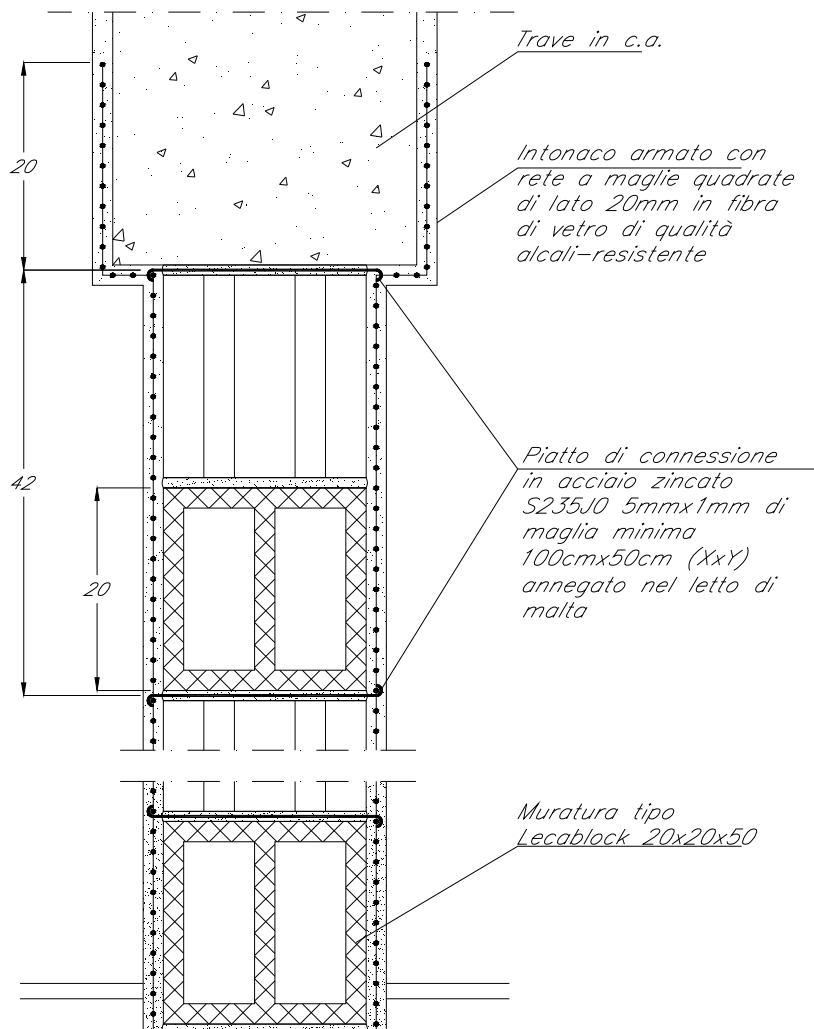 Trave in c.a.
20
Intonaco armato con
rete a maglie quadrate
di lato 20mm in fibra
di vetro di qualità
alcali-resistente
42
Piatto di connessione
in acciaio zincato
S235J0 5mmx1mm di
maglia minima
100cmx50cm (XxY)
annegato nel letto di
malta
20
Muratura tipo
Lecablock 20x20x50